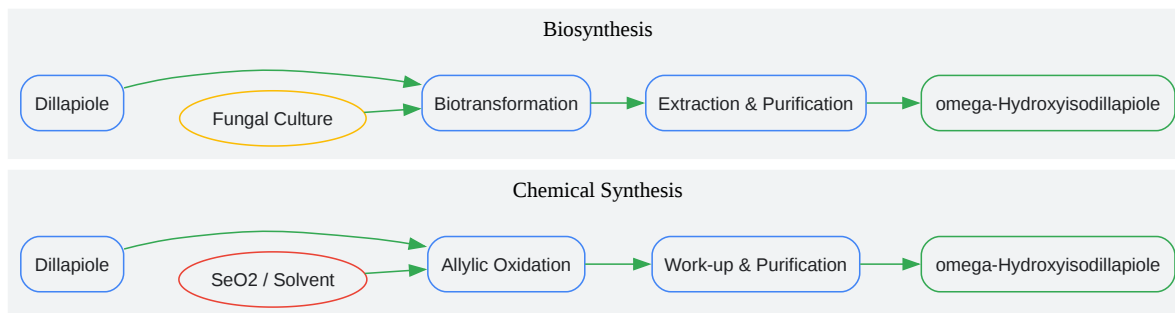 Biosynthesis
Dillapiole
Fungal Culture
Biotransformation
Extraction & Purification
omega-Hydroxyisodillapiole
Chemical Synthesis
Dillapiole
SeO2 / Solvent
Allylic Oxidation
Work-up & Purification
omega-Hydroxyisodillapiole